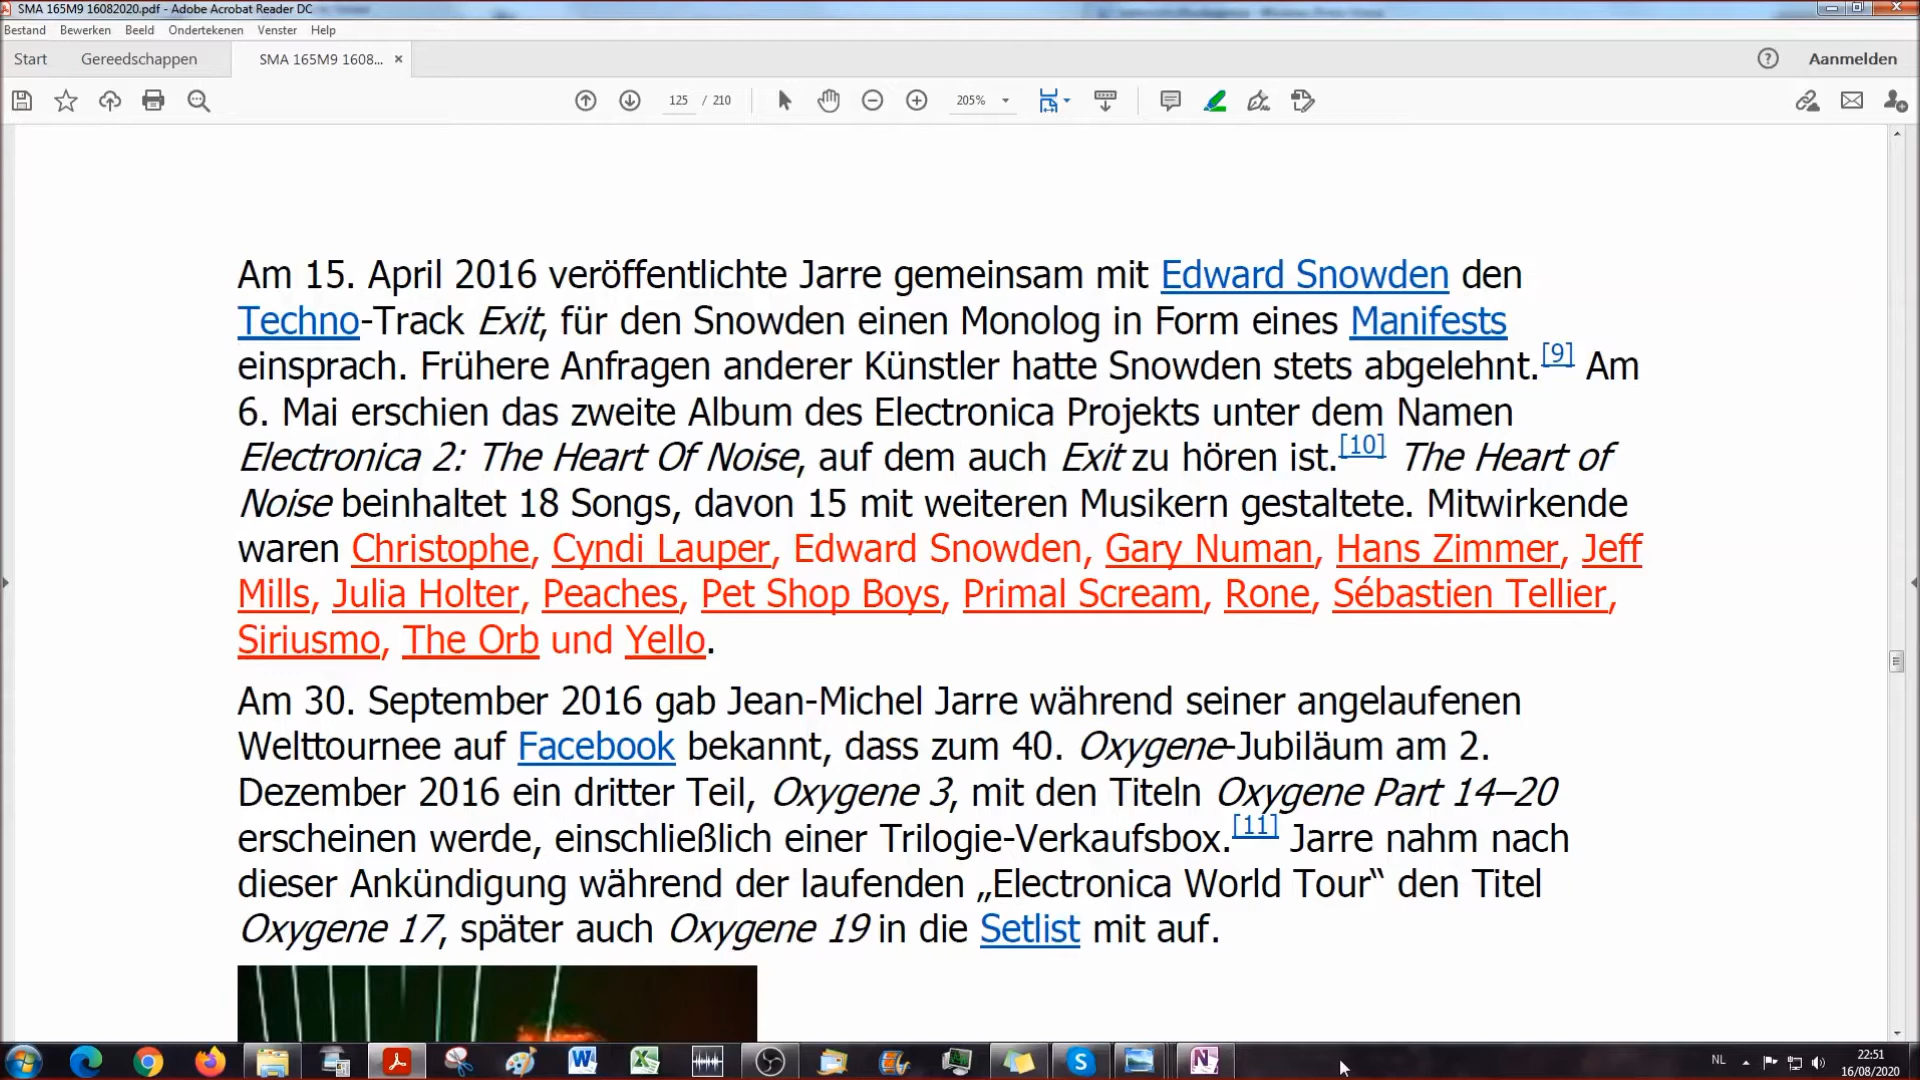 SMA 165M9 16082020.pdf - Adobe Acrobat Reader DC
Bestand Bewerken Beeld Ondertekenen Venster Help
Start Gereedschappen SMA 165M9 1608... × Aanmelden
125 / 210 205%
Am 15. April 2016 veröffentlichte Jarre gemeinsam mit Edward Snowden den
Techno-Track Exit, für den Snowden einen Monolog in Form eines Manifests
einsprach. Frühere Anfragen anderer Künstler hatte Snowden stets abgelehnt.[9] Am
6. Mai erschien das zweite Album des Electronica Projekts unter dem Namen
Electronica 2: The Heart Of Noise, auf dem auch Exit zu hören ist.[10] The Heart of
Noise beinhaltet 18 Songs, davon 15 mit weiteren Musikern gestaltete. Mitwirkende
waren Christophe, Cyndi Lauper, Edward Snowden, Gary Numan, Hans Zimmer, Jeff
Mills, Julia Holter, Peaches, Pet Shop Boys, Primal Scream, Rone, Sébastien Tellier,
Siriusmo, The Orb und Yello.
Am 30. September 2016 gab Jean-Michel Jarre während seiner angelaufenen
Welttournee auf Facebook bekannt, dass zum 40. Oxygene-Jubiläum am 2.
Dezember 2016 ein dritter Teil, Oxygene 3, mit den Titeln Oxygene Part 14–20
erscheinen werde, einschließlich einer Trilogie-Verkaufsbox.[11] Jarre nahm nach
dieser Ankündigung während der laufenden „Electronica World Tour“ den Titel
Oxygene 17, später auch Oxygene 19 in die Setlist mit auf.
NL 22:51
16/08/2020